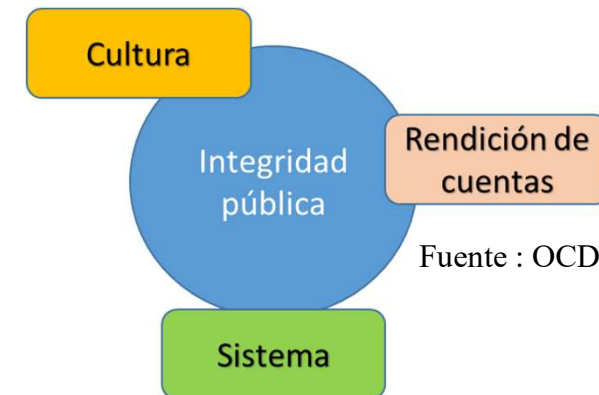 Cultura
Integridad
pública
Rendición de
cuentas
Fuente : OCD
Sistema